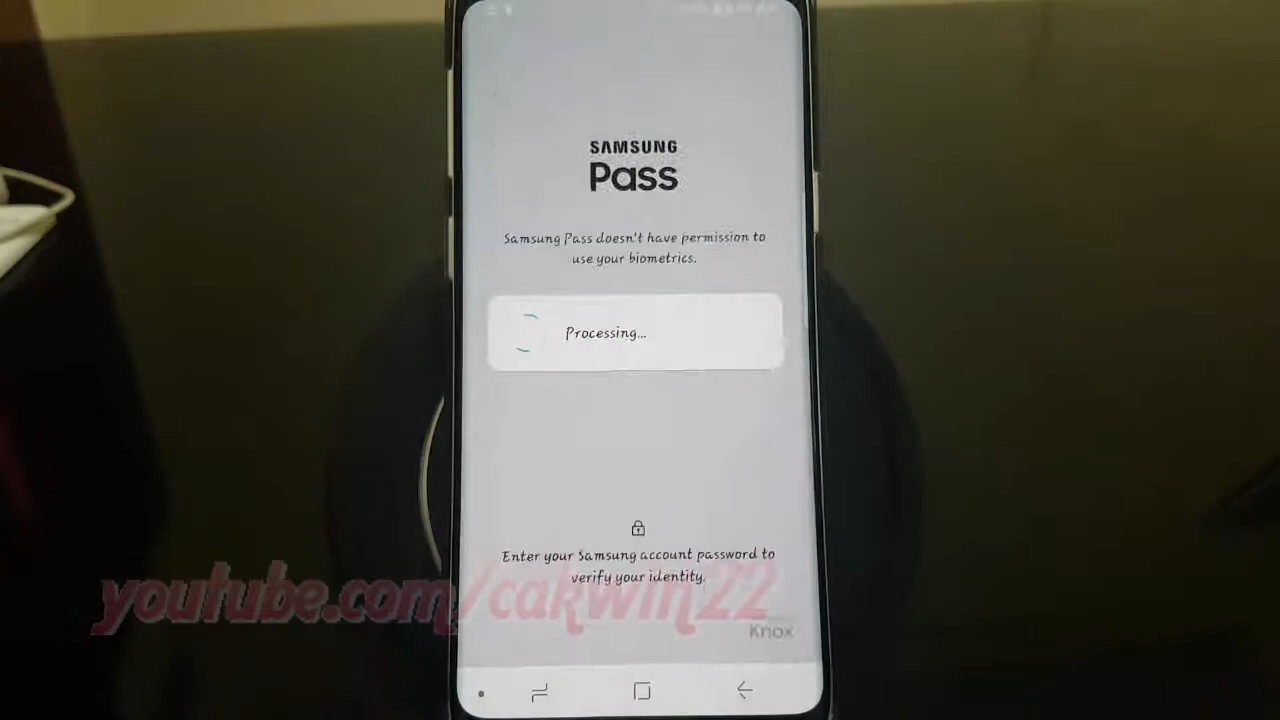 SAMSUNG
Pass
Samsung Pass doesn't have permission to
use your biometrics.
Processing...
Enter your Samsung account password to
verify your identity.
youtube.com/cakwin22
Knox